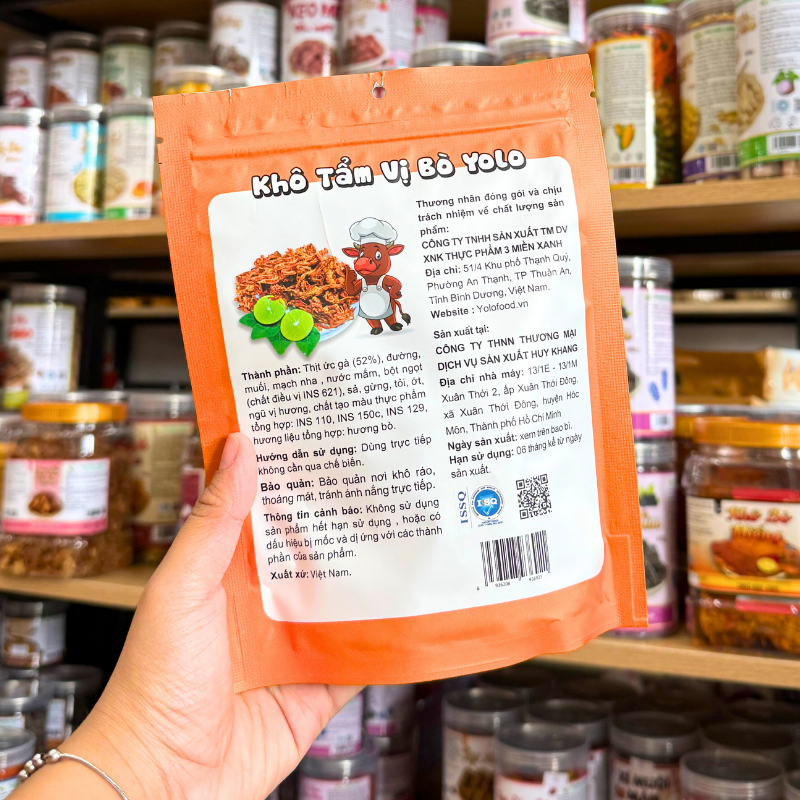 Khô Tẩm Vị Bò YoLo
Thành phần: Thịt ức gà (52%), đường,
muối, mạch nha , nước mắm, bột ngọt
(chất điều vị INS 621), sả, gừng, tỏi, ớt,
ngũ vị hương, chất tạo màu thực phẩm
tổng hợp: INS 110, INS 150c, INS 129,
hương liệu tổng hợp: hương bò.
Hướng dẫn sử dụng: Dùng trực tiếp
không cần qua chế biến.
Bảo quản: Bảo quản nơi khô ráo,
thoáng mát, tránh ánh nắng trực tiếp.
Thông tin cảnh báo: Không sử dụng
sản phẩm hết hạn sử dụng , hoặc có
dấu hiệu bị mốc và dị ứng với các thành
phần của sản phẩm.
Xuất xứ: Việt Nam.
Thương nhân đóng gói và chịu
trách nhiệm về chất lượng sản
phẩm:
CÔNG TY TNHH SẢN XUẤT TM DV
XNK THỰC PHẨM 3 MIỀN XANH
Địa chỉ: 51/4 Khu phố Thạnh Quý,
Phường An Thạnh, TP Thuận An,
Tỉnh Bình Dương, Việt Nam.
Website : Yolofood.vn
Sản xuất tại:
CÔNG TY THNN THƯƠNG MẠI
DỊCH VỤ SẢN XUẤT HUY KHANG
Địa chỉ nhà máy: 13/1E - 13/1M
Xuân Thới 2, ấp Xuân Thới Đông,
xã Xuân Thới Đông, huyện Hóc
Môn, Thành phố Hồ Chí Minh
Ngày sản xuất: xem trên bao bì.
Hạn sử dụng: 06 tháng kể từ ngày
sản xuất.
ISSQ